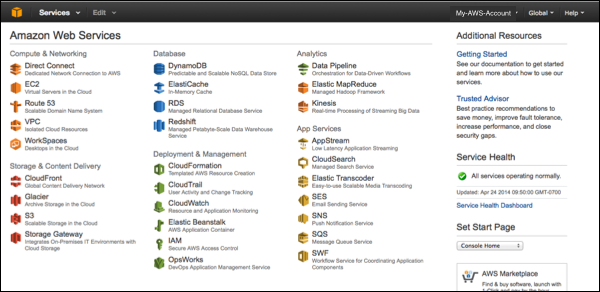 Services Edit My-AWS-Account Global Help
Amazon Web Services
Compute & Networking
Direct Connect
Dedicated Network Connection to AWS
EC2
Virtual Servers in the Cloud
Route 53
Scalable Domain Name System
VPC
Isolated Cloud Resources
WorkSpaces
Desktops in the Cloud
Storage & Content Delivery
CloudFront
Global Content Delivery Network
Glacier
Archive Storage in the Cloud
S3
Scalable Storage in the Cloud
Storage Gateway
Integrates On-Premises IT Environments with
Cloud Storage
Database
DynamoDB
Predictable and Scalable NoSQL Data Store
ElastiCache
In-Memory Cache
RDS
Managed Relational Database Service
Redshift
Managed Petabyte-Scale Data Warehouse
Service
Deployment & Management
CloudFormation
Templated AWS Resource Creation
CloudTrail
User Activity and Change Tracking
CloudWatch
Resource and Application Monitoring
Elastic Beanstalk
AWS Application Container
IAM
Secure AWS Access Control
OpsWorks
DevOps Application Management Service
Analytics
Data Pipeline
Orchestration for Data-Driven Workflows
Elastic MapReduce
Managed Hadoop Framework
Kinesis
Real-time Processing of Streaming Big Data
App Services
AppStream
Low Latency Application Streaming
CloudSearch
Managed Search Service
Elastic Transcoder
Easy-to-use Scalable Media Transcoding
SES
Email Sending Service
SNS
Push Notification Service
SQS
Message Queue Service
SWF
Workflow Service for Coordinating Application
Components
Additional Resources
Getting Started
See our documentation to get started
and learn more about how to use our
services.
Trusted Advisor
Best practice recommendations to
save money, improve fault tolerance,
increase performance, and close
security gaps.
Service Health
All services operating normally.
Updated: Apr 24 2014 09:50:00 GMT-0700
Service Health Dashboard
Set Start Page
Console Home
AWS Marketplace
Find & buy software, launch with